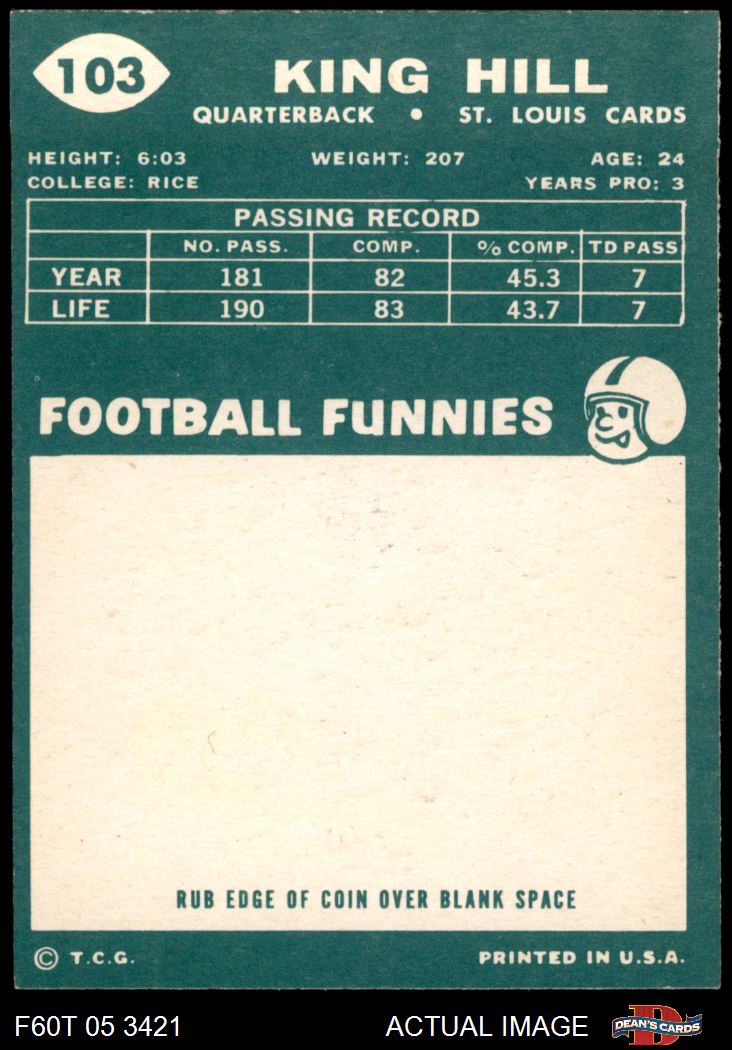 103
KING HILL
QUARTERBACK • ST. LOUIS CARDS
HEIGHT: 6:03 WEIGHT: 207 AGE: 24
COLLEGE: RICE YEARS PRO: 3
PASSING RECORD
NO. PASS. COMP. % COMP. TD PASS
YEAR 181 82 45.3 7
LIFE 190 83 43.7 7
FOOTBALL FUNNIES
RUB EDGE OF COIN OVER BLANK SPACE
© T.C.G. PRINTED IN U.S.A.
F60T 05 3421 ACTUAL IMAGE D DEAN'S CARDS